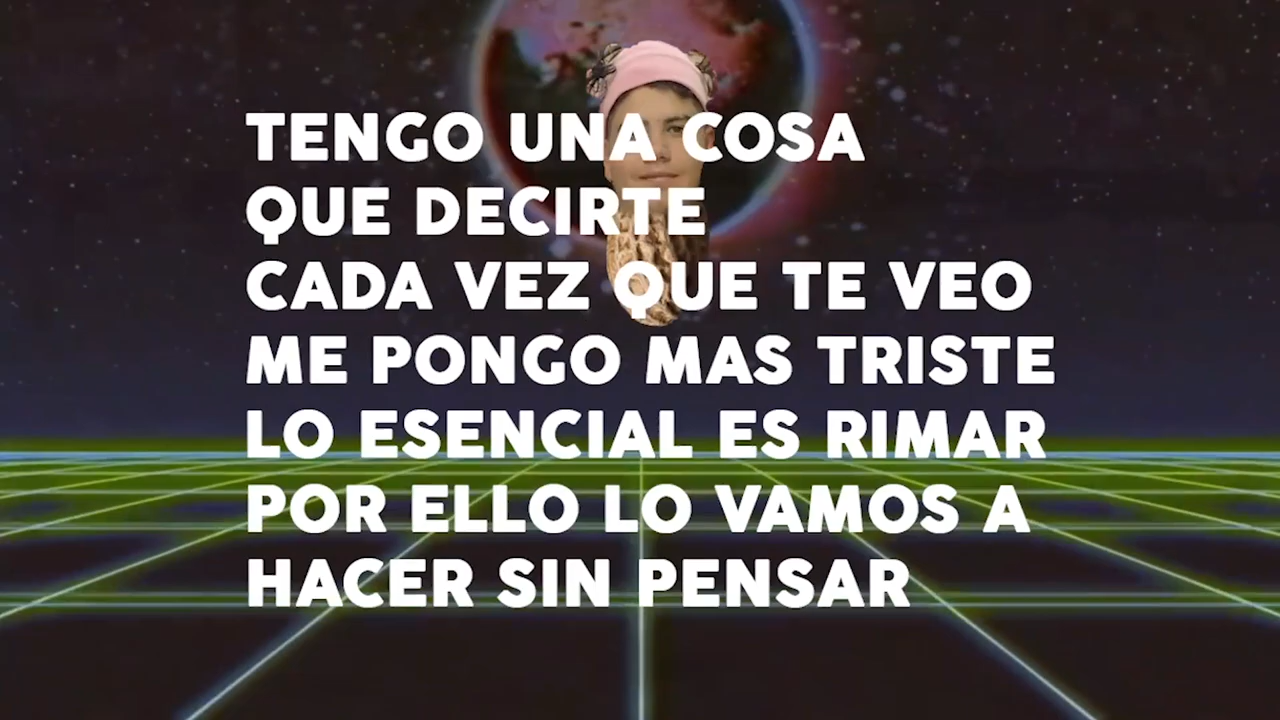 TENGO UNA COSA
QUE DECIRTE
CADA VEZ QUE TE VEO
ME PONGO MAS TRISTE
LO ESENCIAL ES RIMAR
POR ELLO LO VAMOS A
HACER SIN PENSAR